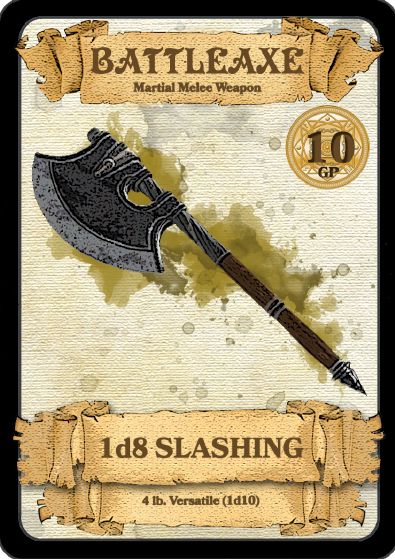 BATTLEAXE
Martial Melee Weapon
10
GP
1d8 SLASHING
4 lb. Versatile (1d10)